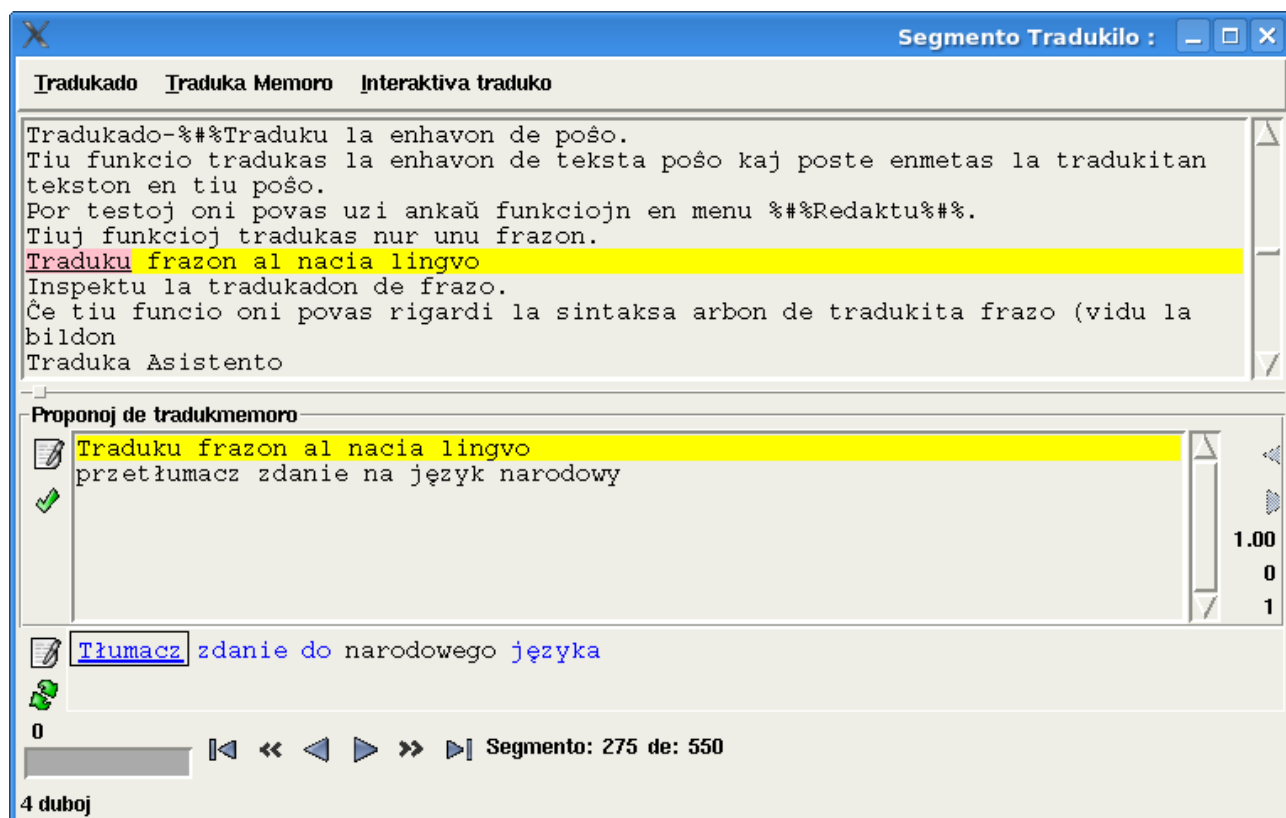 Segmento Tradukilo :
Tradukado Traduka Memoro Interaktiva traduko
Tradukado-%#%Traduku la enhavon de poŝo.
Tiu funkcio tradukas la enhavon de teksta poŝo kaj poste enmetas la tradukitan
tekston en tiu poŝo.
Por testoj oni povas uzi ankaŭ funkciojn en menu %#%Redaktu%#%.
Tiuj funkcioj tradukas nur unu frazon.
Traduku frazon al nacia lingvo
Inspektu la tradukadon de frazo.
Ĉe tiu funcio oni povas rigardi la sintaksa arbon de tradukita frazo (vidu la
bildon
Traduka Asistento
Proponoj de tradukmemoro
Traduku frazon al nacia lingvo
przetłumacz zdanie na język narodowy
1.00
0
1
Tłumacz zdanie do narodowego języka
0
Segmento: 275 de: 550
4 duboj